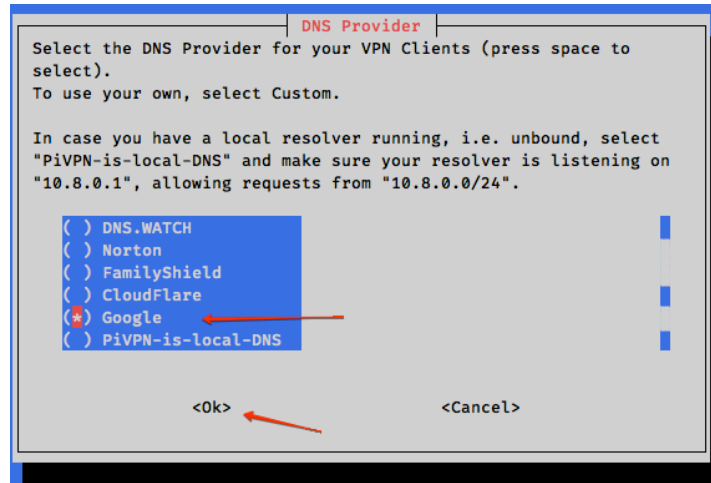 DNS Provider
Select the DNS Provider for your VPN Clients (press space to
select).
To use your own, select Custom.
In case you have a local resolver running, i.e. unbound, select
"PiVPN-is-local-DNS" and make sure your resolver is listening on
"10.8.0.1", allowing requests from "10.8.0.0/24".
( ) DNS.WATCH
( ) Norton
( ) FamilyShield
( ) CloudFlare
(*) Google
( ) PiVPN-is-local-DNS
<Ok> <Cancel>